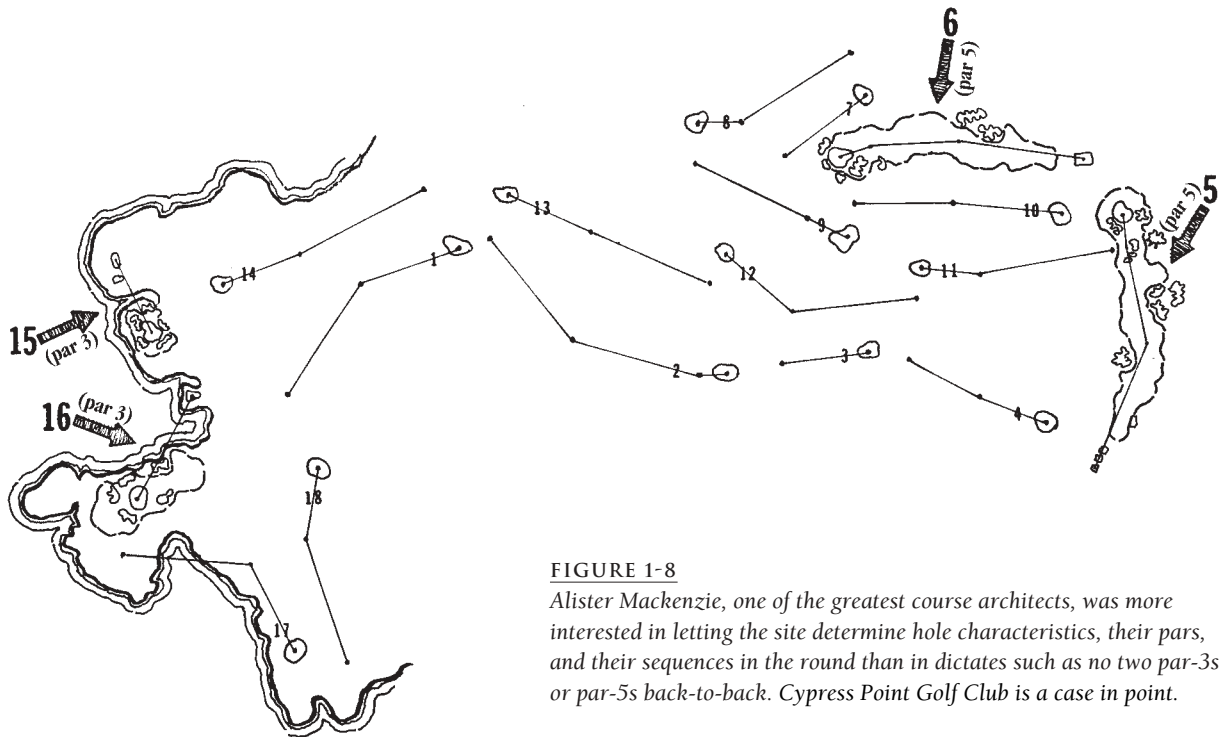 6
(par 5)
5
(par 5)
8
7
13
10
9
14
1
12
11
15
(par 3)
3
2
16
(par 3)
4
18
17
FIGURE 1-8
Alister Mackenzie, one of the greatest course architects, was more
interested in letting the site determine hole characteristics, their pars,
and their sequences in the round than in dictates such as no two par-3s
or par-5s back-to-back. Cypress Point Golf Club is a case in point.